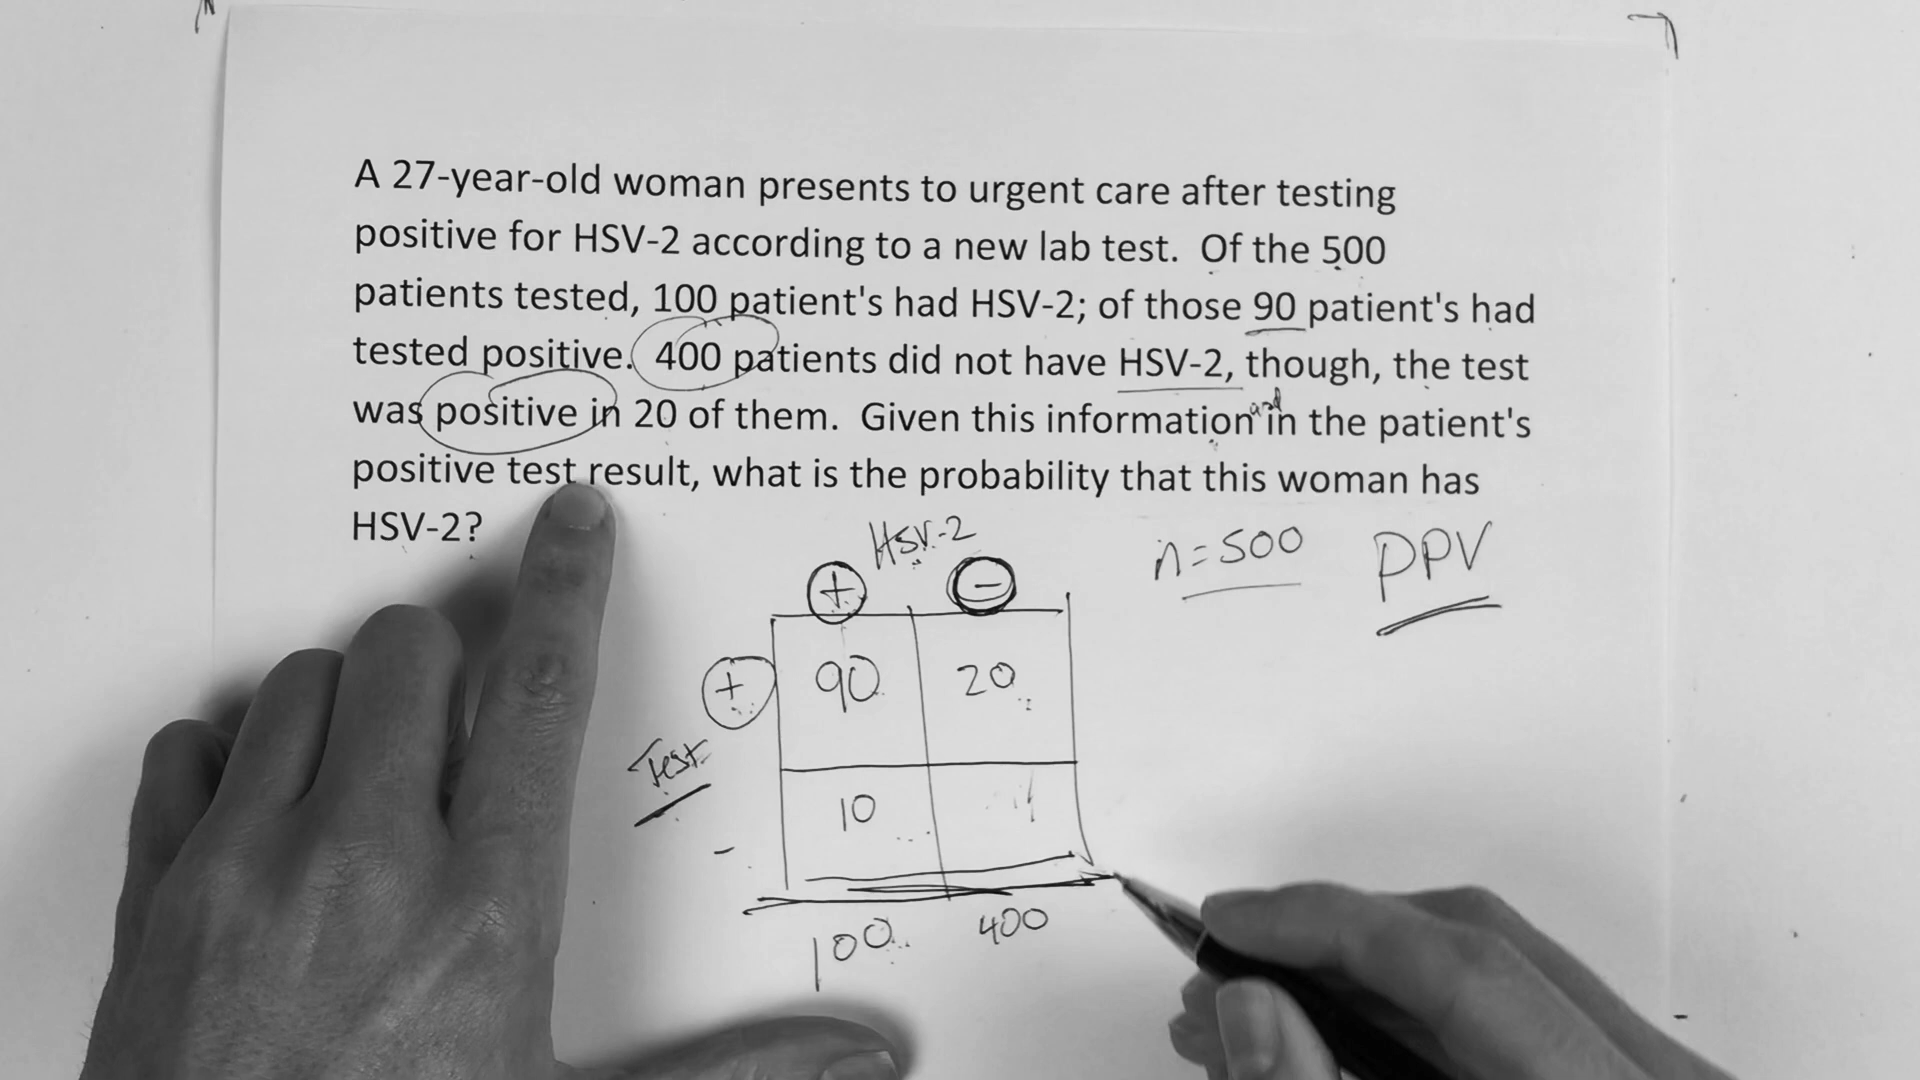 A 27-year-old woman presents to urgent care after testing
positive for HSV-2 according to a new lab test.  Of the 500
patients tested, 100 patient's had HSV-2; of those 90 patient's had
tested positive.  400 patients did not have HSV-2, though, the test
was positive in 20 of them.  Given this information and in the patient's
positive test result, what is the probability that this woman has
HSV-2?
HSV-2
n=500
PPV
+ -
+ 90 20
Test
- 10
100 400